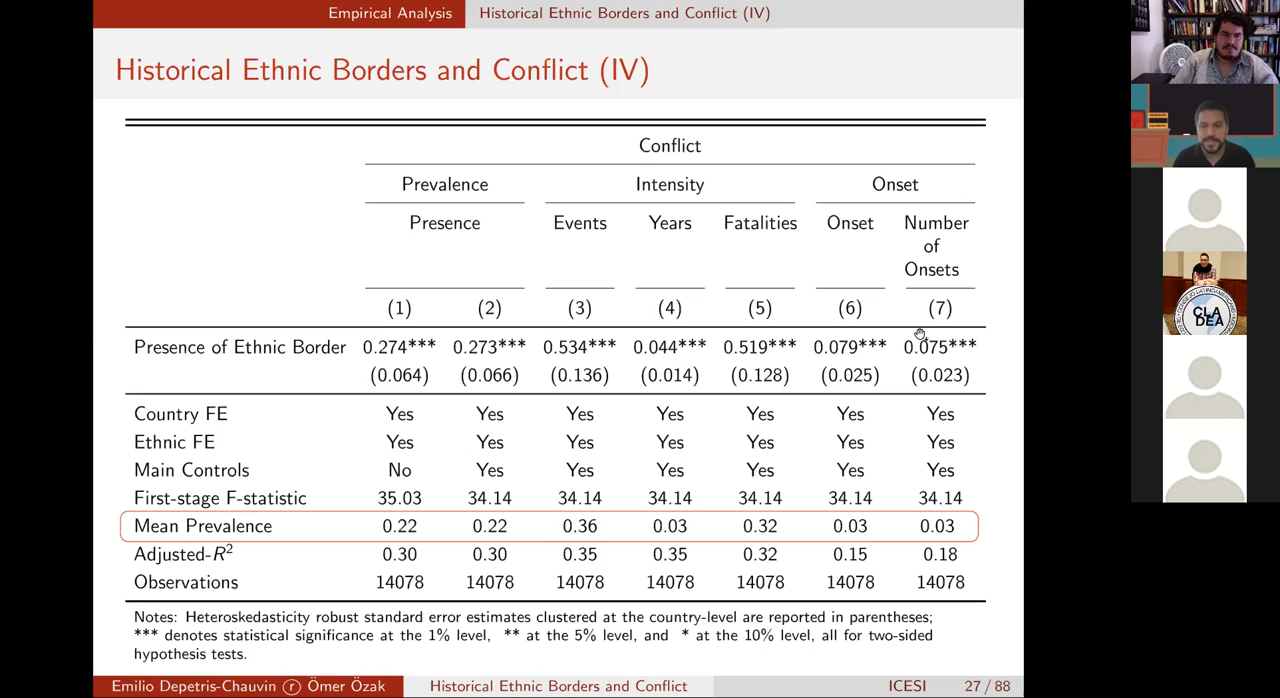 Empirical Analysis Historical Ethnic Borders and Conflict (IV)
Historical Ethnic Borders and Conflict (IV)
Conflict
Prevalence Intensity Onset
Presence Events Years Fatalities Onset Number
of
Onsets
(1) (2) (3) (4) (5) (6) (7)
Presence of Ethnic Border 0.274*** 0.273*** 0.534*** 0.044*** 0.519*** 0.079*** 0.075***
(0.064) (0.066) (0.136) (0.014) (0.128) (0.025) (0.023)
Country FE Yes Yes Yes Yes Yes Yes Yes
Ethnic FE Yes Yes Yes Yes Yes Yes Yes
Main Controls No Yes Yes Yes Yes Yes Yes
First-stage F-statistic 35.03 34.14 34.14 34.14 34.14 34.14 34.14
Mean Prevalence 0.22 0.22 0.36 0.03 0.32 0.03 0.03
Adjusted-R² 0.30 0.30 0.35 0.35 0.32 0.15 0.18
Observations 14078 14078 14078 14078 14078 14078 14078
Notes: Heteroskedasticity robust standard error estimates clustered at the country-level are reported in parentheses;
*** denotes statistical significance at the 1% level, ** at the 5% level, and * at the 10% level, all for two-sided
hypothesis tests.
Emilio Depetris-Chauvin ⓡ Ömer Özak Historical Ethnic Borders and Conflict ICESI 27 / 88
CLA
DEA